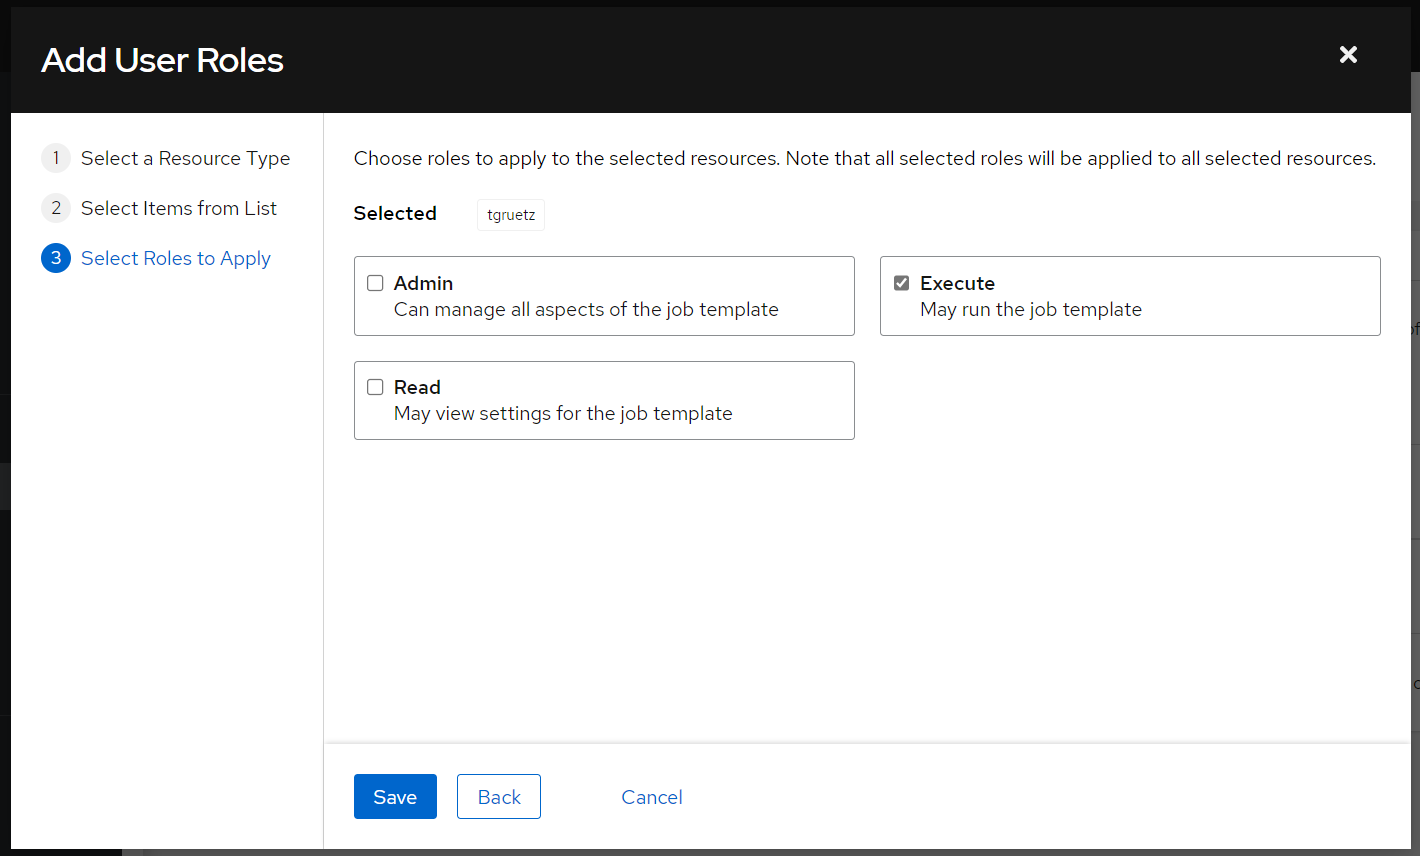 Add User Roles
1 Select a Resource Type
2 Select Items from List
3 Select Roles to Apply
Choose roles to apply to the selected resources. Note that all selected roles will be applied to all selected resources.
Selected tgruetz
Admin
Can manage all aspects of the job template
Execute
May run the job template
Read
May view settings for the job template
Save Back Cancel